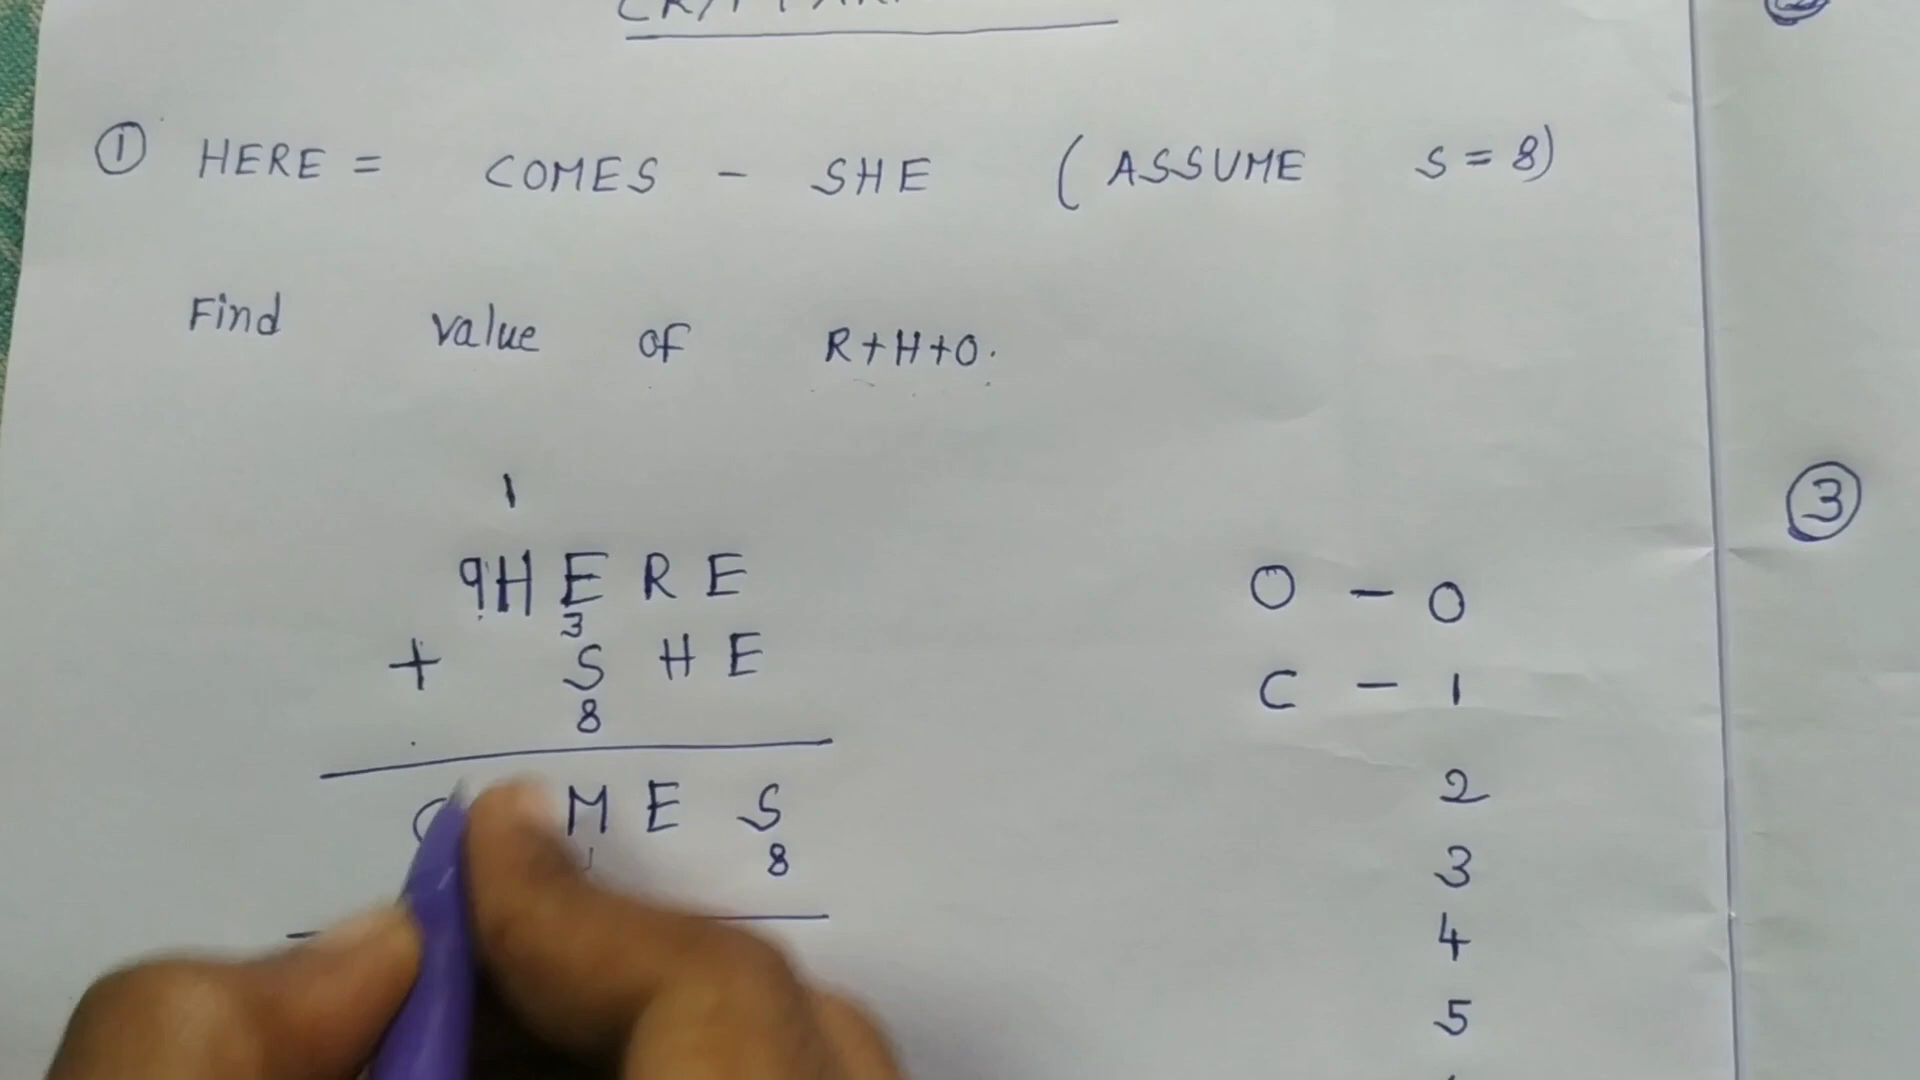 ① HERE = COMES - SHE (ASSUME S = 8)
Find value of R+H+O.
1
9HERE
3
+ SHE
8
M E S
8
O - 0
C - 1
2
3
4
5
③